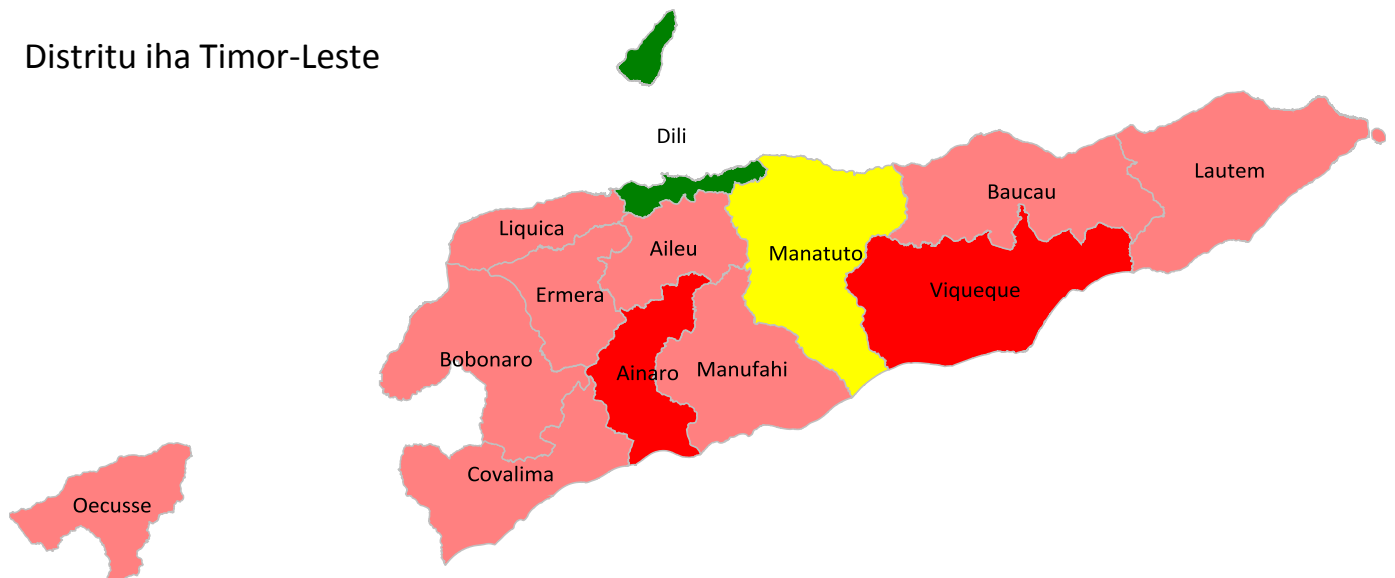 Distritu iha Timor-Leste
Dili
Lautem
Baucau
Liquica
Aileu
Manatuto
Viqueque
Ermera
Bobonaro
Ainaro
Manufahi
Covalima
Oecusse